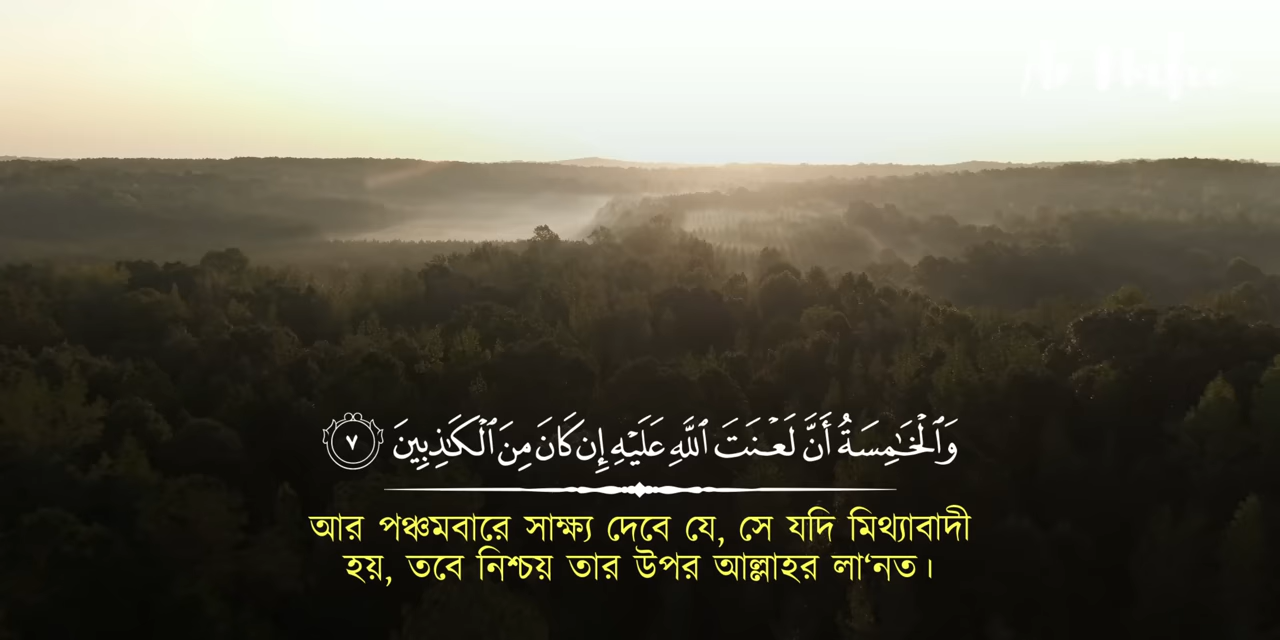 وَٱلْخَـٰمِسَةُ أَنَّ لَعْنَتَ ٱللَّهِ عَلَيْهِ إِن كَانَ مِنَ ٱلْكَـٰذِبِينَ ٧
আর পঞ্চমবারে সাক্ষ্য দেবে যে, সে যদি মিথ্যাবাদী
হয়, তবে নিশ্চয় তার উপর আল্লাহর লা‘নত।